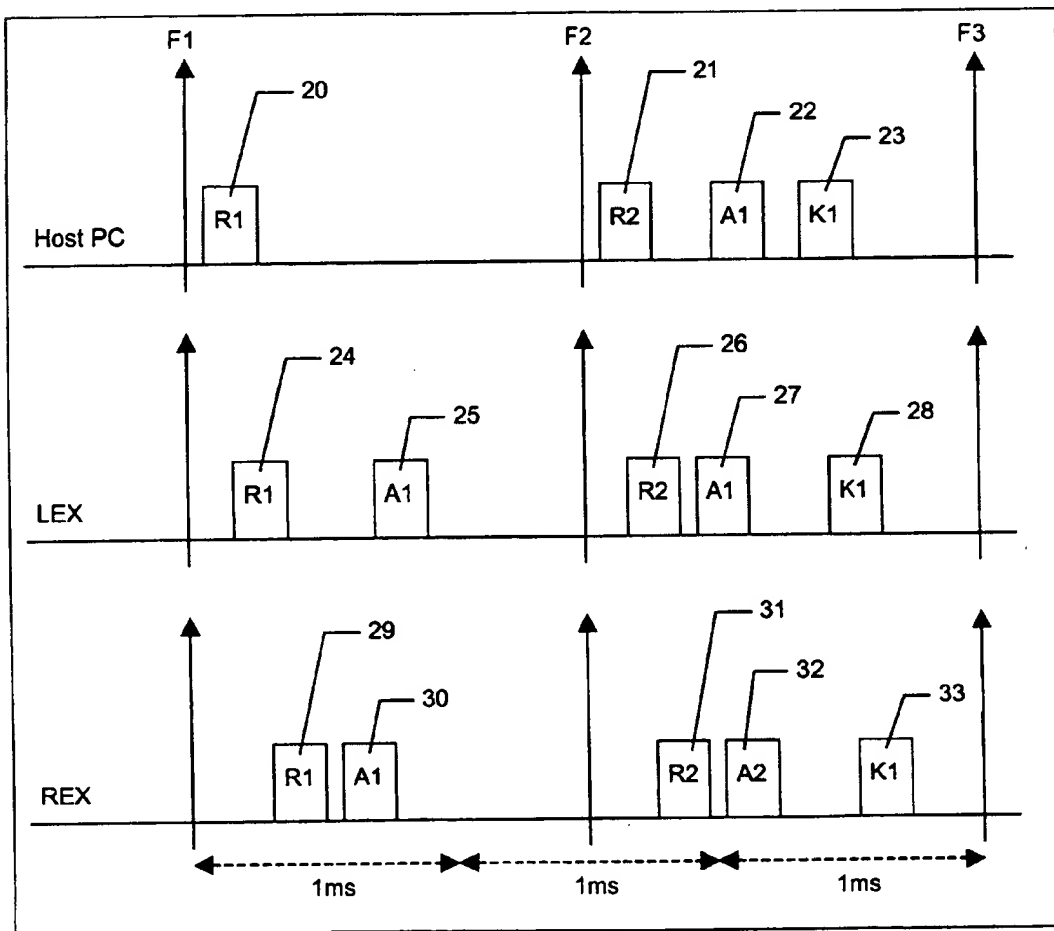 F1 F2 F3
20 21 22 23
R1 R2 A1 K1
Host PC
24 25 26 27 28
R1 A1 R2 A1 K1
LEX
29 30 31 32 33
R1 A1 R2 A2 K1
REX
1ms 1ms 1ms